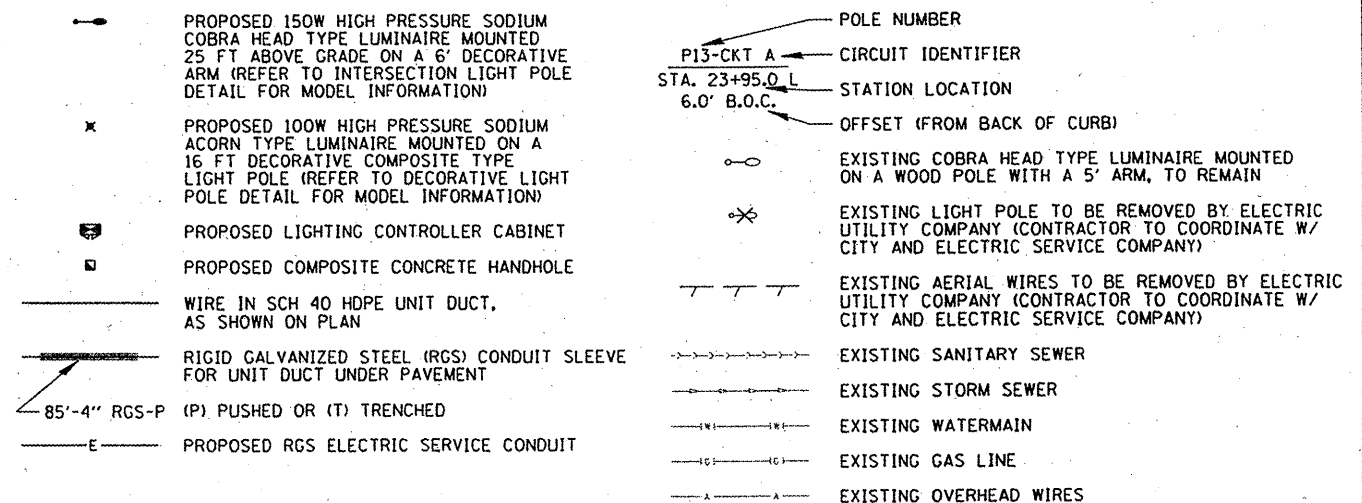 PROPOSED 150W HIGH PRESSURE SODIUM
COBRA HEAD TYPE LUMINAIRE MOUNTED
25 FT ABOVE GRADE ON A 6' DECORATIVE
ARM (REFER TO INTERSECTION LIGHT POLE
DETAIL FOR MODEL INFORMATION)
PROPOSED 100W HIGH PRESSURE SODIUM
ACORN TYPE LUMINAIRE MOUNTED ON A
16 FT DECORATIVE COMPOSITE TYPE
LIGHT POLE (REFER TO DECORATIVE LIGHT
POLE DETAIL FOR MODEL INFORMATION)
PROPOSED LIGHTING CONTROLLER CABINET
PROPOSED COMPOSITE CONCRETE HANDHOLE
WIRE IN SCH 40 HDPE UNIT DUCT,
AS SHOWN ON PLAN
RIGID GALVANIZED STEEL (RGS) CONDUIT SLEEVE
FOR UNIT DUCT UNDER PAVEMENT
85'-4" RGS-P (P) PUSHED OR (T) TRENCHED
E PROPOSED RGS ELECTRIC SERVICE CONDUIT
POLE NUMBER
P13-CKT A CIRCUIT IDENTIFIER
STA. 23+95.0 L STATION LOCATION
6.0' B.O.C.
OFFSET (FROM BACK OF CURB)
EXISTING COBRA HEAD TYPE LUMINAIRE MOUNTED
ON A WOOD POLE WITH A 5' ARM, TO REMAIN
EXISTING LIGHT POLE TO BE REMOVED BY ELECTRIC
UTILITY COMPANY (CONTRACTOR TO COORDINATE W/
CITY AND ELECTRIC SERVICE COMPANY)
EXISTING AERIAL WIRES TO BE REMOVED BY ELECTRIC
UTILITY COMPANY (CONTRACTOR TO COORDINATE W/
CITY AND ELECTRIC SERVICE COMPANY)
EXISTING SANITARY SEWER
EXISTING STORM SEWER
W W EXISTING WATERMAIN
G G EXISTING GAS LINE
A A EXISTING OVERHEAD WIRES